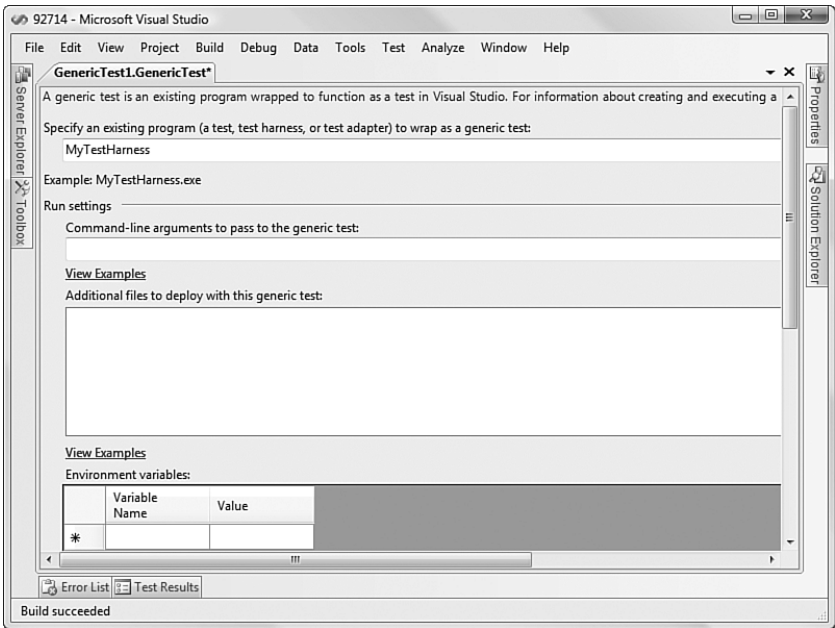 92714 - Microsoft Visual Studio
File Edit View Project Build Debug Data Tools Test Analyze Window Help
GenericTest1.GenericTest*
Server Explorer
Toolbox
A generic test is an existing program wrapped to function as a test in Visual Studio. For information about creating and executing a
Specify an existing program (a test, test harness, or test adapter) to wrap as a generic test:
MyTestHarness
Example: MyTestHarness.exe
Run settings
Command-line arguments to pass to the generic test:
View Examples
Additional files to deploy with this generic test:
View Examples
Environment variables:
Variable
Name
Value
*
Properties
Solution Explorer
Error List Test Results
Build succeeded